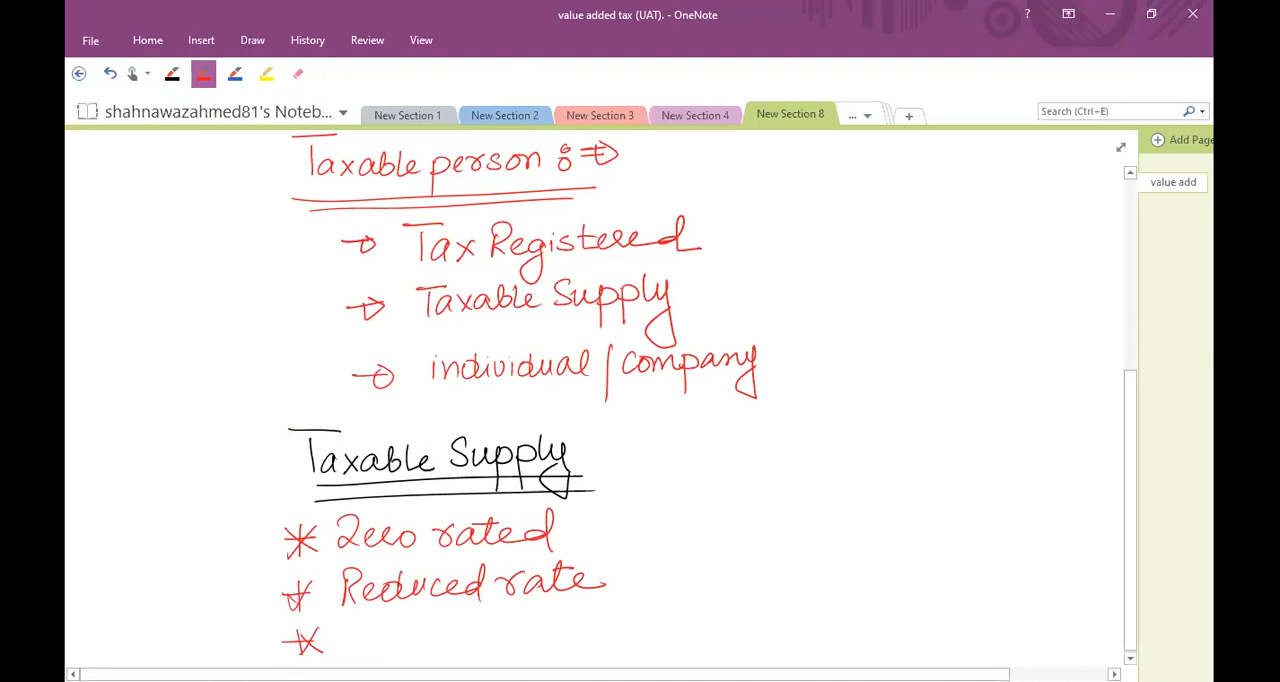 value added tax (UAT). - OneNote
?
File Home Insert Draw History Review View
shahnawazahmed81's Noteb... New Section 1 New Section 2 New Section 3 New Section 4 New Section 8 ... + Search (Ctrl+E)
Add Page
value add
Taxable person :
Tax Registered
Taxable Supply
individual / company
Taxable Supply
* Zero rated
* Reduced rate
*